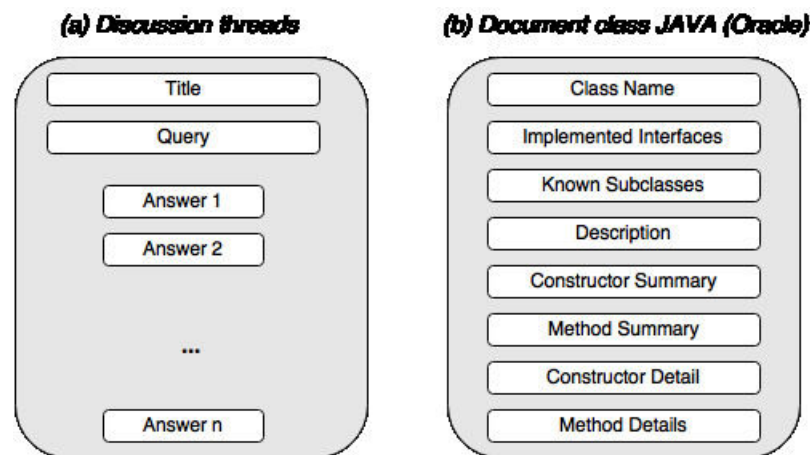 (a) Discussion threads
Title
Query
Answer 1
Answer 2
...
Answer n
(b) Document class JAVA (Oracle)
Class Name
Implemented Interfaces
Known Subclasses
Description
Constructor Summary
Method Summary
Constructor Detail
Method Details